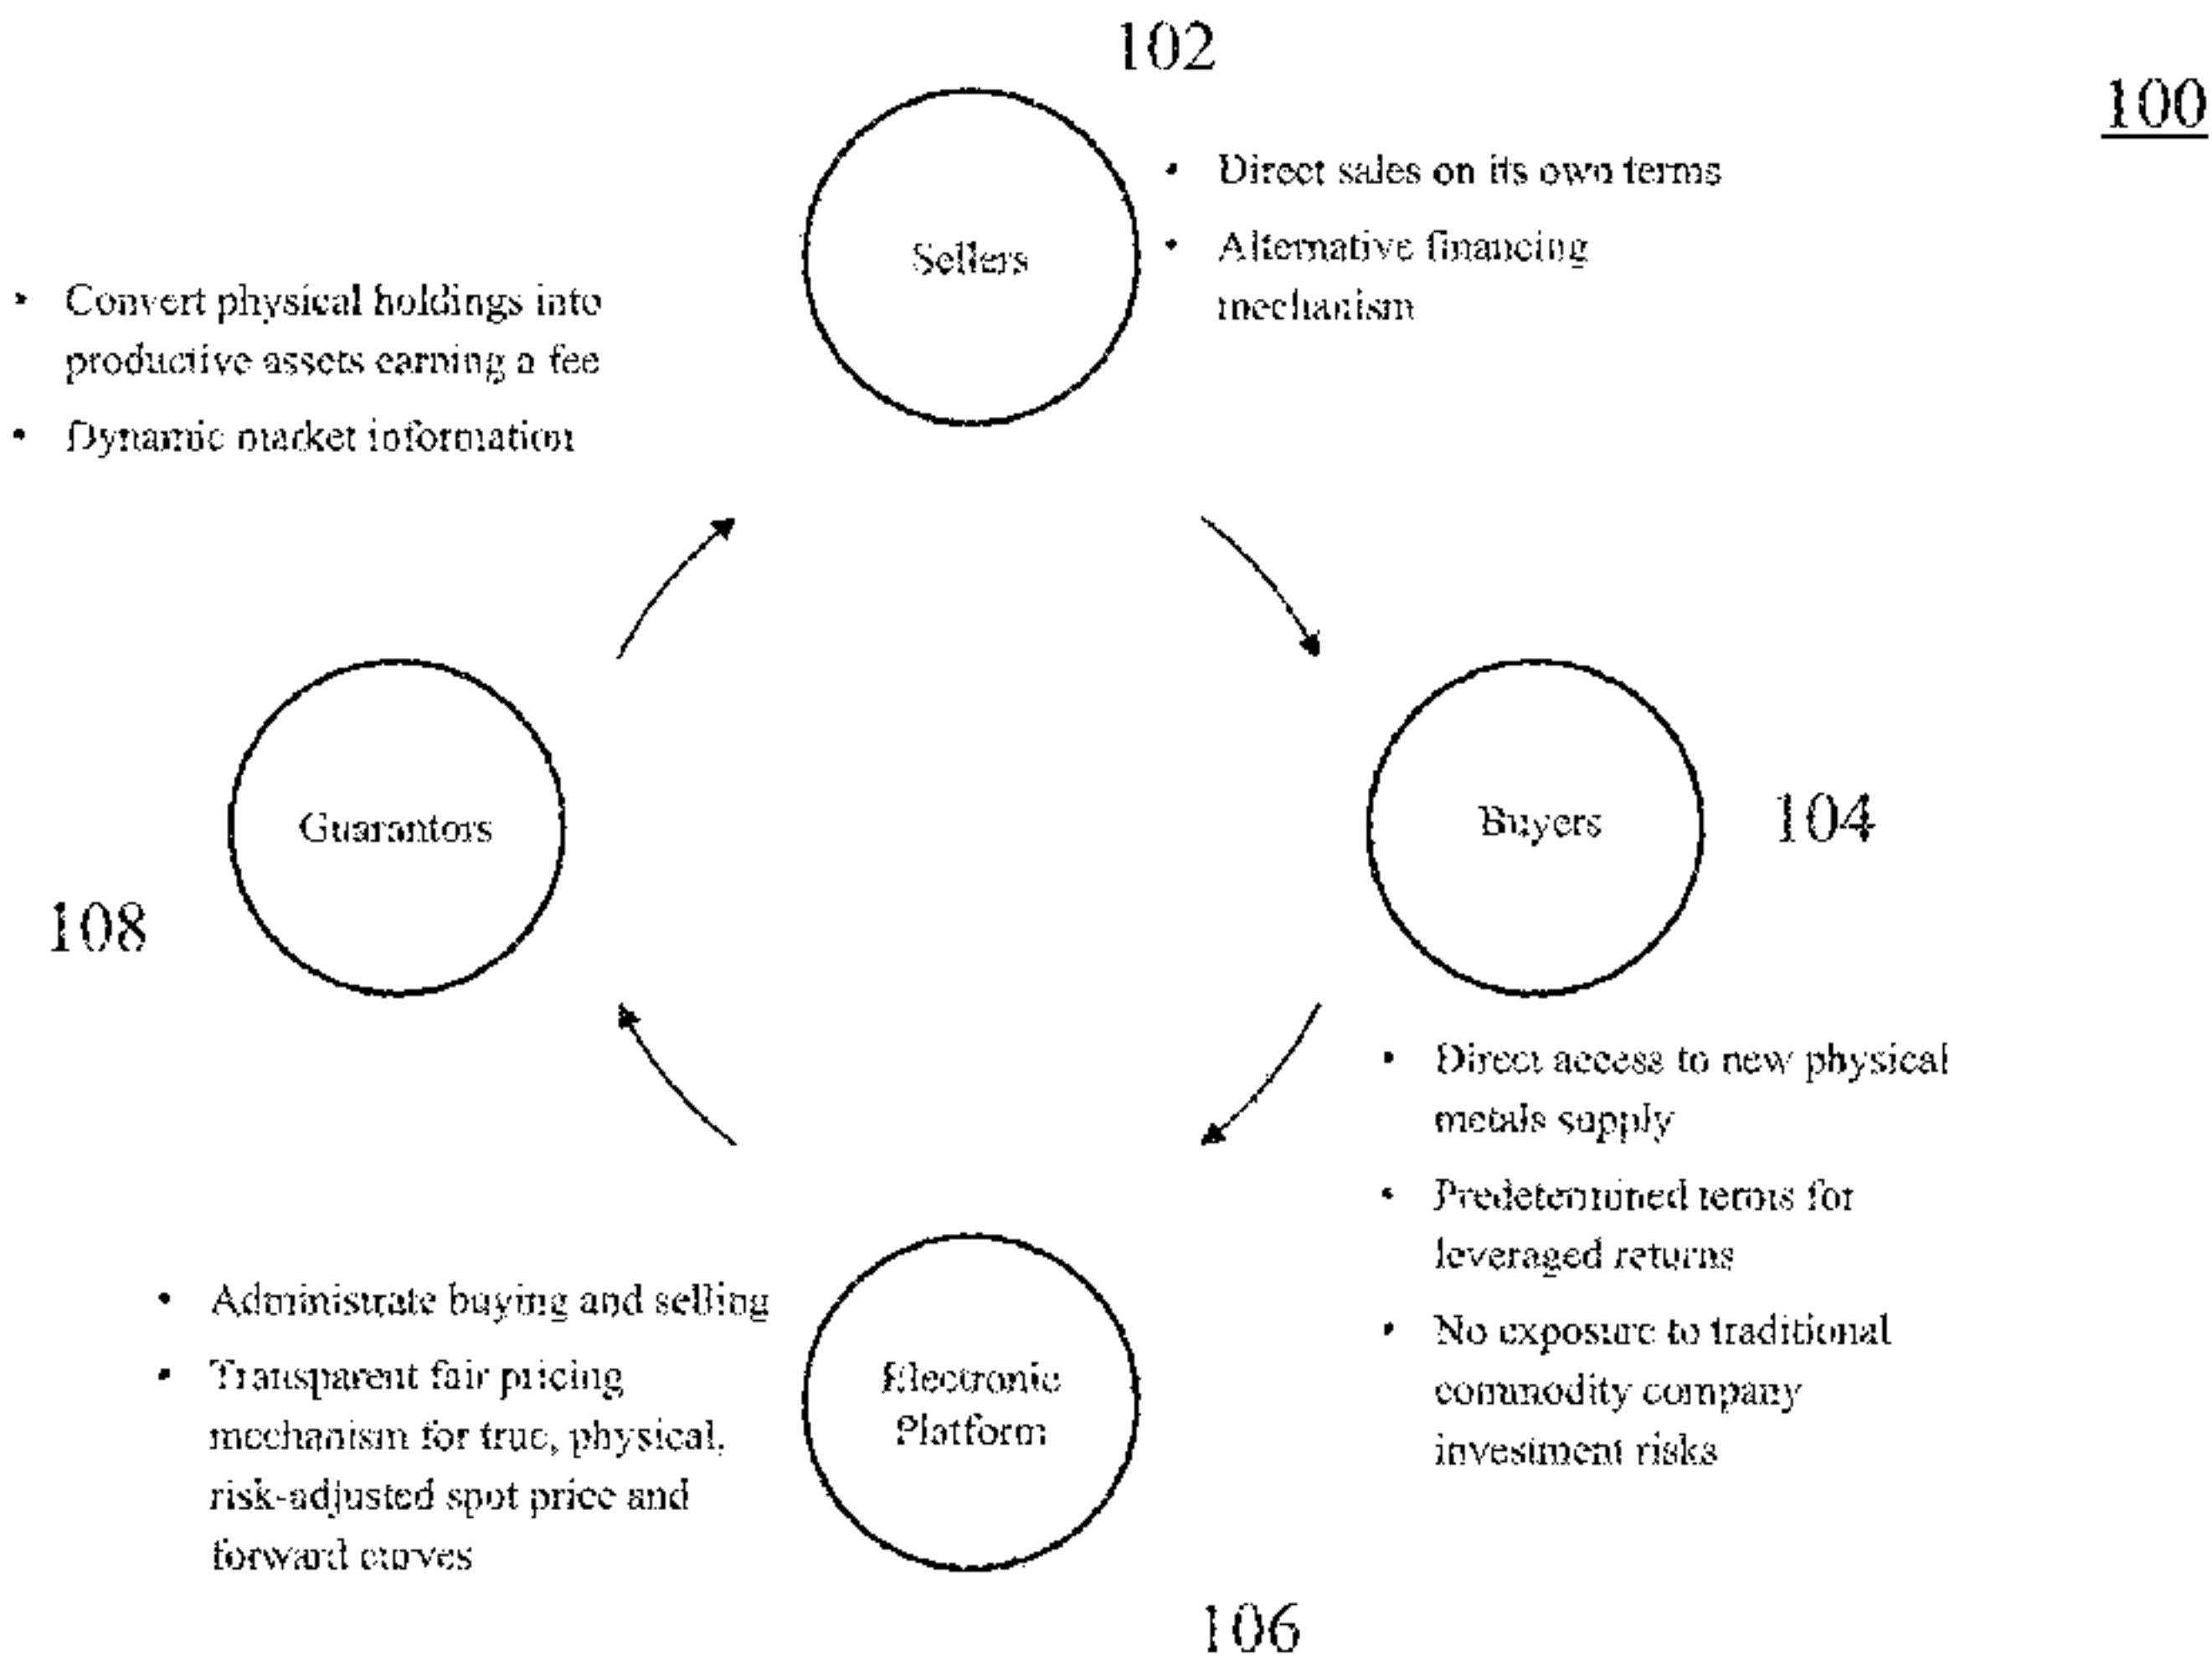 102
100
Sellers
• Direct sales on its own terms
• Alternative financing
mechanism
• Convert physical holdings into
productive assets earning a fee
• Dynamic market information
Guarantors
108
Buyers
104
• Direct access to new physical
metals supply
• Predetermined terms for
leveraged returns
• No exposure to traditional
commodity company
investment risks
• Administrate buying and selling
• Transparent fair pricing
mechanism for true, physical,
risk-adjusted spot price and
forward curves
Electronic
Platform
106